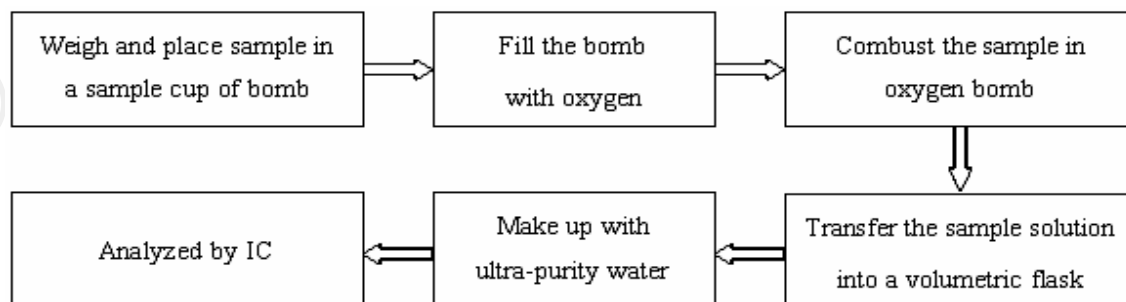 Weigh and place sample in
a sample cup of bomb
Fill the bomb
with oxygen
Combust the sample in
oxygen bomb
Transfer the sample solution
into a volumetric flask
Make up with
ultra-purity water
Analyzed by IC